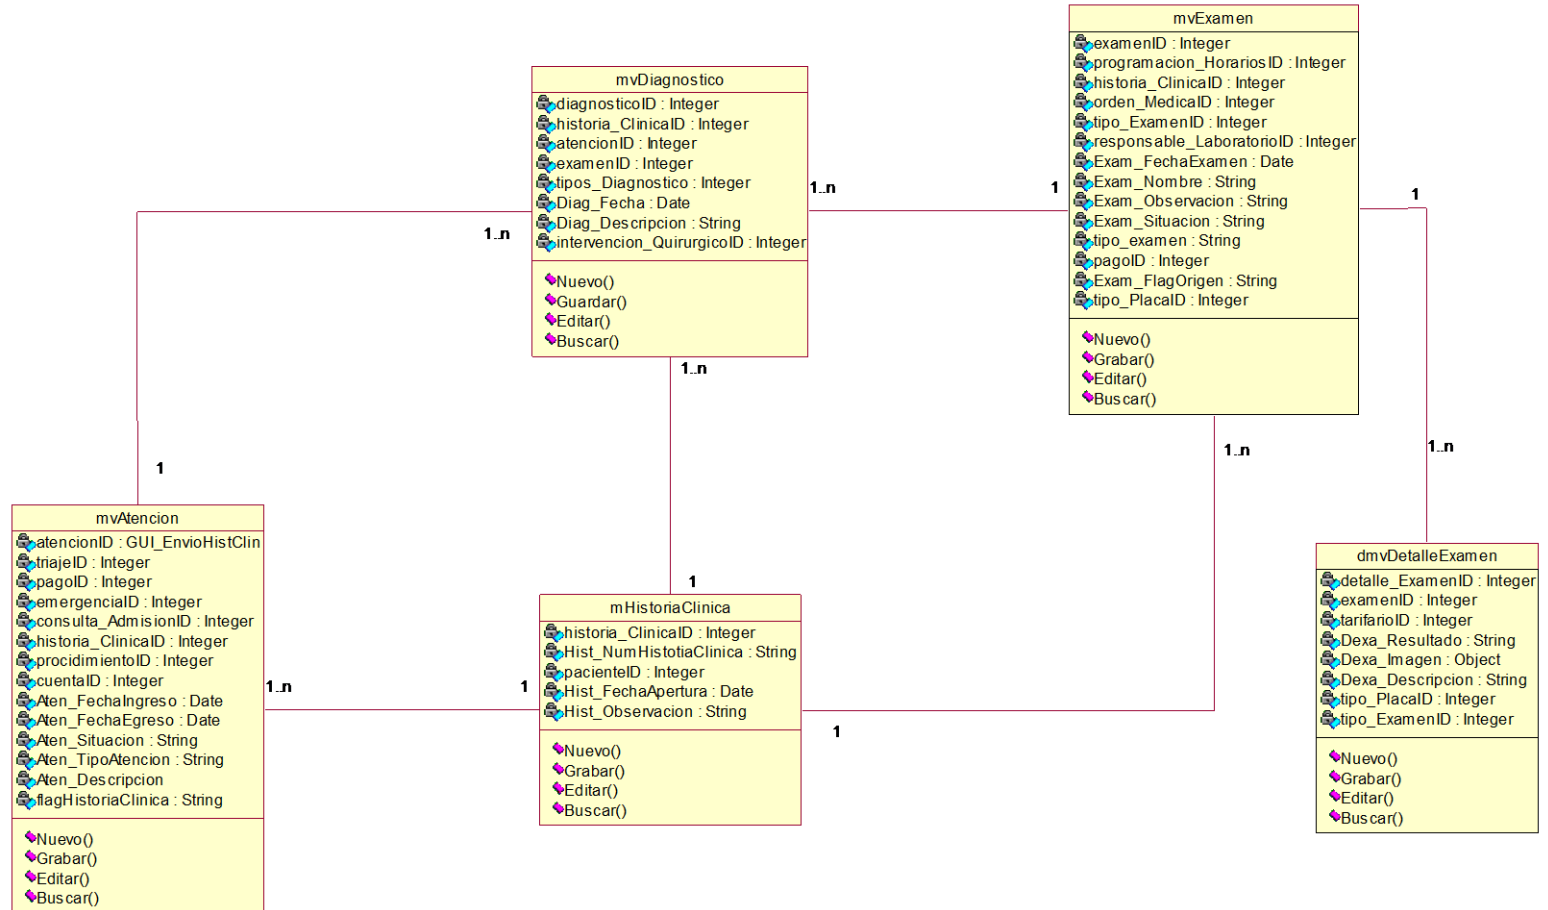 mvExamen
examenID : Integer
programacion_HorariosID : Integer
historia_ClinicaID : Integer
orden_MedicaID : Integer
tipo_ExamenID : Integer
responsable_LaboratorioID : Integer
Exam_FechaExamen : Date
Exam_Nombre : String
Exam_Observacion : String
Exam_Situacion : String
tipo_examen : String
pagoID : Integer
Exam_FlagOrigen : String
tipo_PlacaID : Integer
Nuevo()
Grabar()
Editar()
Buscar()
mvDiagnostico
diagnosticoID : Integer
historia_ClinicaID : Integer
atencionID : Integer
examenID : Integer
tipos_Diagnostico : Integer
Diag_Fecha : Date
Diag_Descripcion : String
intervencion_QuirurgicoID : Integer
Nuevo()
Guardar()
Editar()
Buscar()
1..n
1
1
1..n
1..n
1..n
1..n
1
1
mvAtencion
atencionID : GUI_EnvioHistClin
triajeID : Integer
pagoID : Integer
emergenciaID : Integer
consulta_AdmisionID : Integer
historia_ClinicaID : Integer
procidimientoID : Integer
cuentaID : Integer
Aten_FechaIngreso : Date
Aten_FechaEgreso : Date
Aten_Situacion : String
Aten_TipoAtencion : String
Aten_Descripcion
flagHistoriaClinica : String
Nuevo()
Grabar()
Editar()
Buscar()
1..n
1
mHistoriaClinica
historia_ClinicaID : Integer
Hist_NumHistotiaClinica : String
pacienteID : Integer
Hist_FechaApertura : Date
Hist_Observacion : String
Nuevo()
Grabar()
Editar()
Buscar()
1
dmvDetalleExamen
detalle_ExamenID : Integer
examenID : Integer
tarifarioID : Integer
Dexa_Resultado : String
Dexa_Imagen : Object
Dexa_Descripcion : String
tipo_PlacaID : Integer
tipo_ExamenID : Integer
Nuevo()
Grabar()
Editar()
Buscar()